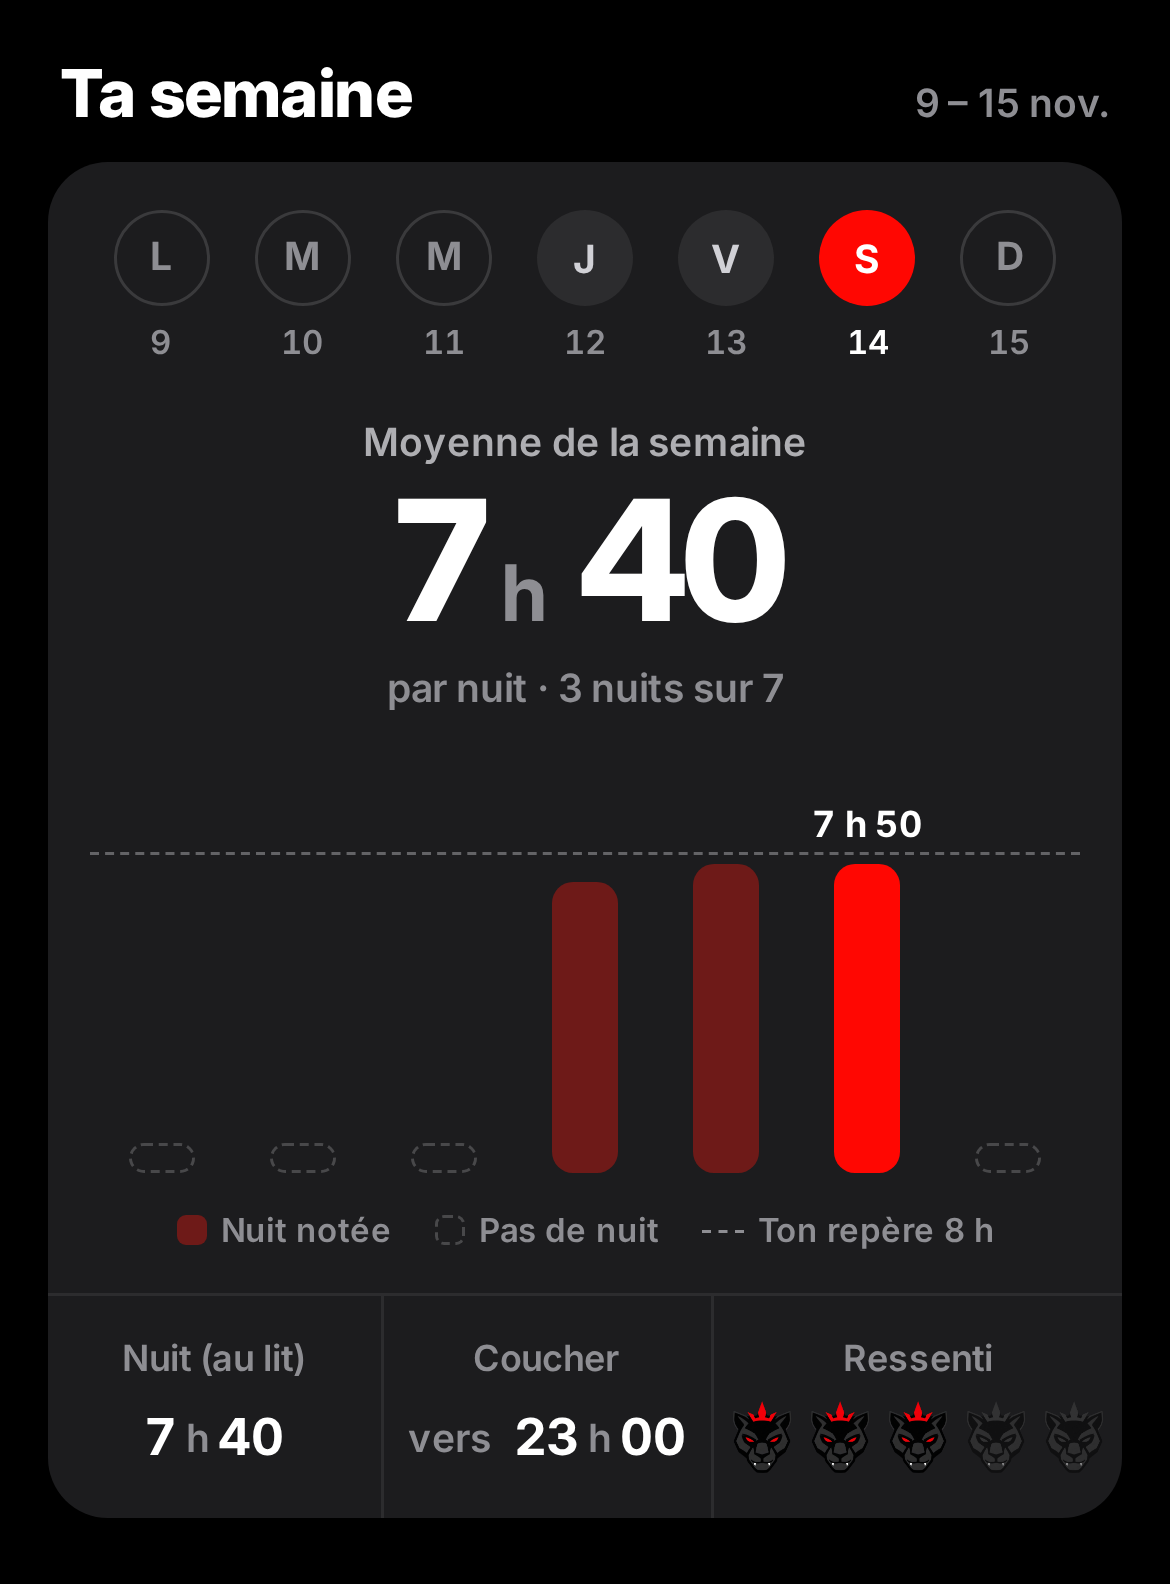 Ta semaine
9 – 15 nov.
L M M J V S D
9 10 11 12 13 14 15
Moyenne de la semaine
7 h 40
par nuit · 3 nuits sur 7
7 h 50
Nuit notée Pas de nuit Ton repère 8 h
Nuit (au lit) Coucher Ressenti
7 h 40 vers 23 h 00